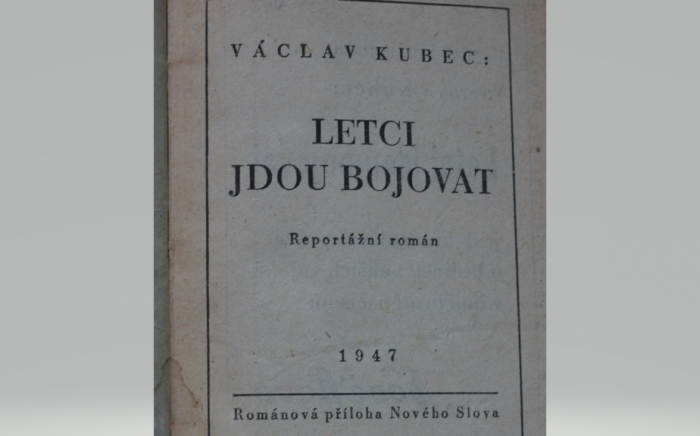 VÁCLAV KUBEC:
LETCI
JDOU BOJOVAT
Reportážní román
1947
Románová příloha Nového Slova